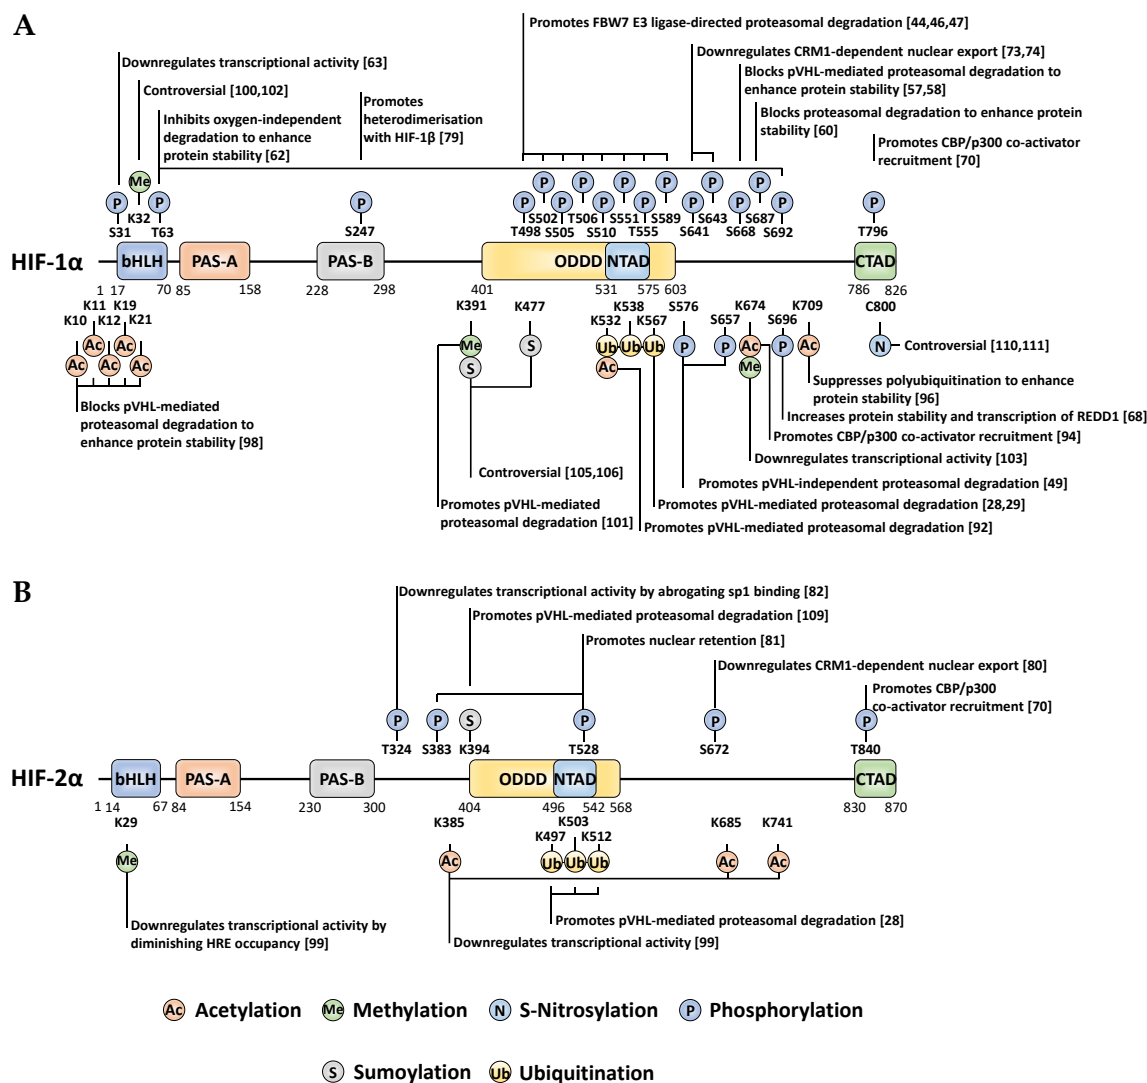 A
Promotes FBW7 E3 ligase-directed proteasomal degradation [44,46,47]
Downregulates transcriptional activity [63]
Downregulates CRM1-dependent nuclear export [73,74]
Controversial [100,102]
Blocks pVHL-mediated proteasomal degradation to
enhance protein stability [57,58]
Promotes
heterodimerisation
with HIF-1β [79]
Inhibits oxygen-independent
degradation to enhance
protein stability [62]
Blocks proteasomal degradation to enhance protein
stability [60]
Promotes CBP/p300 co-activator
recruitment [70]
Me
P P P P P P P P
P P P P P P P P P P
K32
S31 T63 S247
S502 T506 S551 S589 S643 S687
T498 S505 S510 T555 S641 S668 S692 T796
HIF-1α bHLH PAS-A PAS-B ODDD NTAD CTAD
1 17 70 85 158 228 298 401 531 575 603 786 826
K11 K19
K10 K12 K21
K391 K477 K538 S576 K674 K709 C800
K532 K567 S657 S696
Ac Ac
Ac Ac Ac
Me S Ub Ub Ub P P Ac P Ac N
S Ac Me
Controversial [110,111]
Suppresses polyubiquitination to enhance
protein stability [96]
Blocks pVHL-mediated
proteasomal degradation to
enhance protein stability [98]
Increases protein stability and transcription of REDD1 [68]
Promotes CBP/p300 co-activator recruitment [94]
Downregulates transcriptional activity [103]
Controversial [105,106]
Promotes pVHL-independent proteasomal degradation [49]
Promotes pVHL-mediated
proteasomal degradation [101]
Promotes pVHL-mediated proteasomal degradation [28,29]
Promotes pVHL-mediated proteasomal degradation [92]
B
Downregulates transcriptional activity by abrogating sp1 binding [82]
Promotes pVHL-mediated proteasomal degradation [109]
Promotes nuclear retention [81]
Downregulates CRM1-dependent nuclear export [80]
Promotes CBP/p300
co-activator recruitment [70]
P P S P P P
T324 S383 K394 T528 S672 T840
HIF-2α bHLH PAS-A PAS-B ODDD NTAD CTAD
1 14 67 84 154 230 300 404 496 542 568 830 870
K29 K385 K503 K685 K741
K497 K512
Me Ac Ub Ub Ub Ac Ac
Downregulates transcriptional activity by
diminishing HRE occupancy [99]
Promotes pVHL-mediated proteasomal degradation [28]
Downregulates transcriptional activity [99]
Ac Acetylation Me Methylation N S-Nitrosylation P Phosphorylation
S Sumoylation Ub Ubiquitination